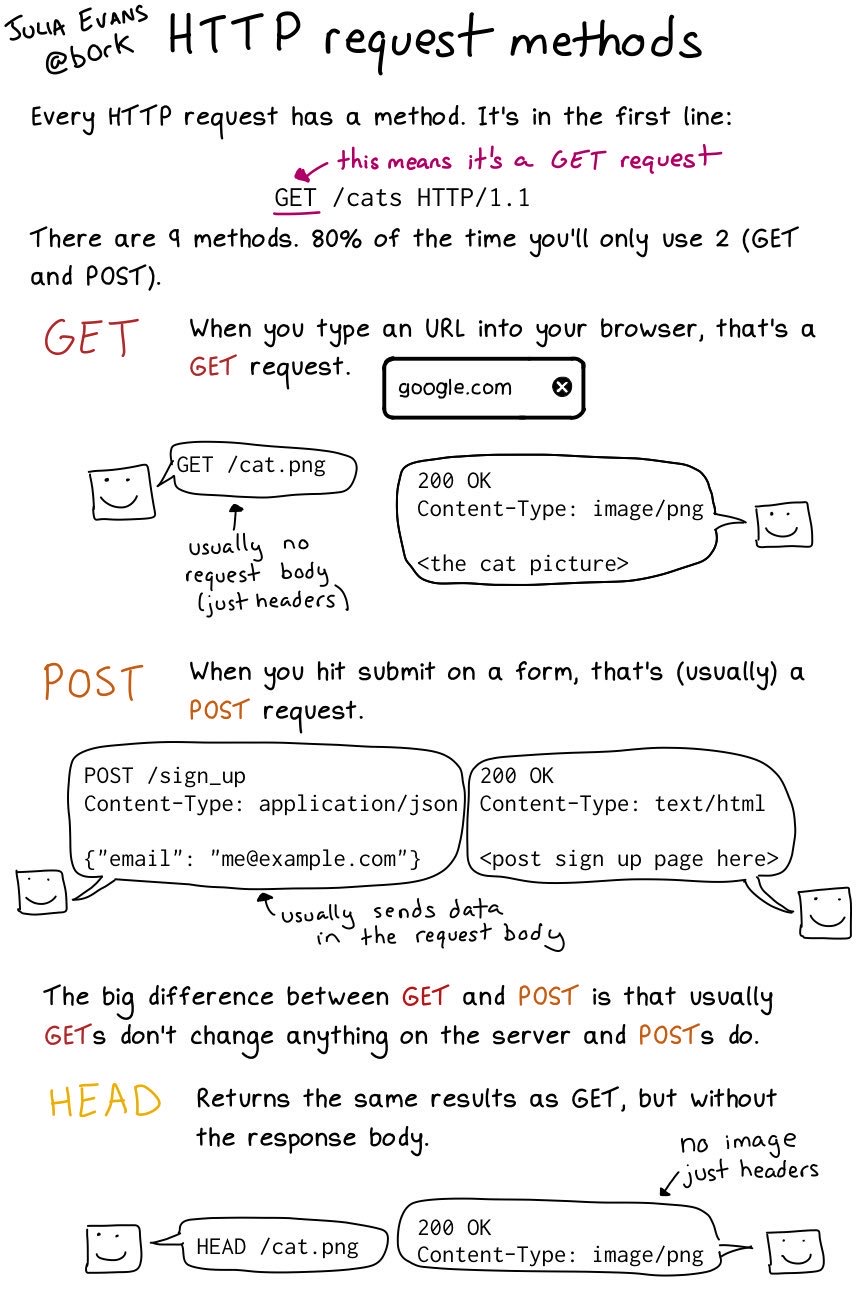 JULIA EVANS
@b0rk
HTTP request methods
Every HTTP request has a method. It's in the first line:
this means it's a GET request
GET /cats HTTP/1.1
There are 9 methods. 80% of the time you'll only use 2 (GET
and POST).
GET
When you type an URL into your browser, that's a
GET request.
google.com
GET /cat.png
usually no
request body
(just headers)
200 OK
Content-Type: image/png
<the cat picture>
POST
When you hit submit on a form, that's (usually) a
POST request.
POST /sign_up
Content-Type: application/json
{"email": "me@example.com"}
usually sends data
in the request body
200 OK
Content-Type: text/html
<post sign up page here>
The big difference between GET and POST is that usually
GETs don't change anything on the server and POSTs do.
HEAD
Returns the same results as GET, but without
the response body.
no image
just headers
HEAD /cat.png
200 OK
Content-Type: image/png